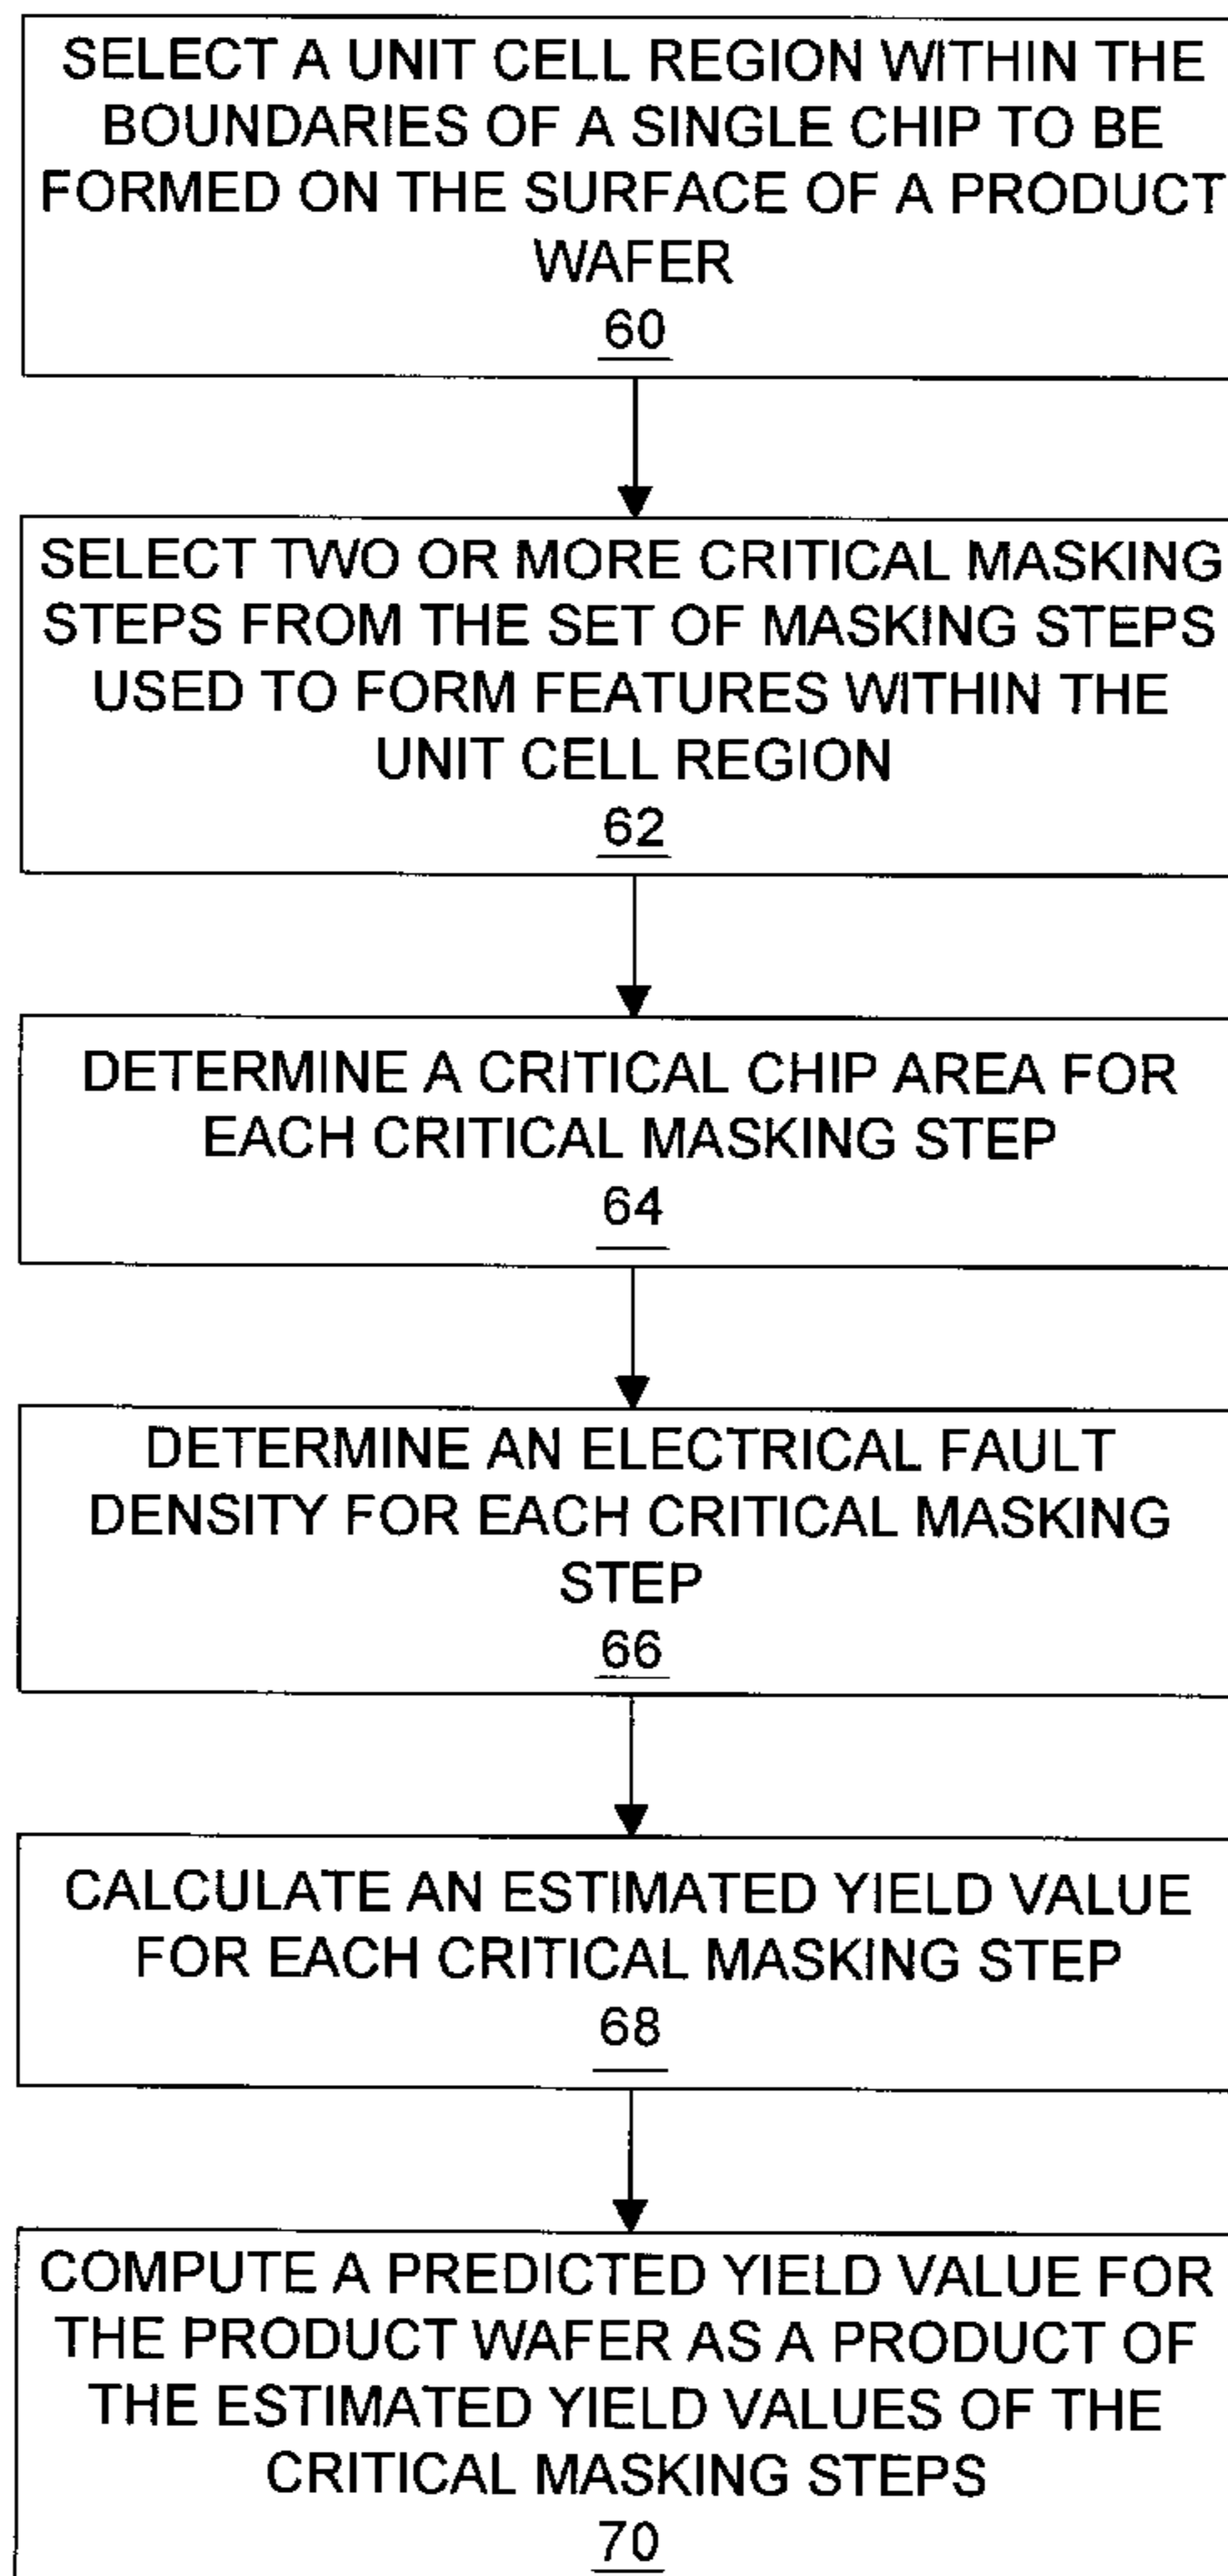 SELECT A UNIT CELL REGION WITHIN THE
BOUNDARIES OF A SINGLE CHIP TO BE
FORMED ON THE SURFACE OF A PRODUCT
WAFER
60
SELECT TWO OR MORE CRITICAL MASKING
STEPS FROM THE SET OF MASKING STEPS
USED TO FORM FEATURES WITHIN THE
UNIT CELL REGION
62
DETERMINE A CRITICAL CHIP AREA FOR
EACH CRITICAL MASKING STEP
64
DETERMINE AN ELECTRICAL FAULT
DENSITY FOR EACH CRITICAL MASKING
STEP
66
CALCULATE AN ESTIMATED YIELD VALUE
FOR EACH CRITICAL MASKING STEP
68
COMPUTE A PREDICTED YIELD VALUE FOR
THE PRODUCT WAFER AS A PRODUCT OF
THE ESTIMATED YIELD VALUES OF THE
CRITICAL MASKING STEPS
70